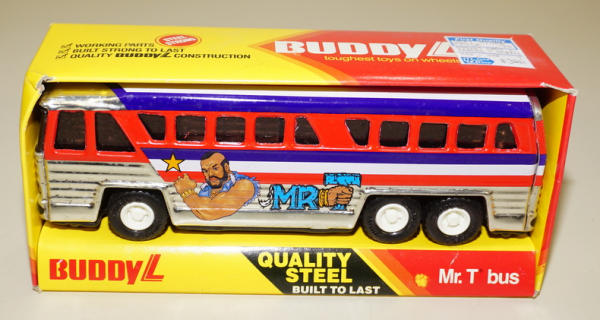 WORKING PARTS
BUILT STRONG TO LAST
QUALITY BUDDY L CONSTRUCTION
BUDDY L
toughest toys on wheels
MR
BUDDY L
QUALITY
STEEL
BUILT TO LAST
Mr. T bus